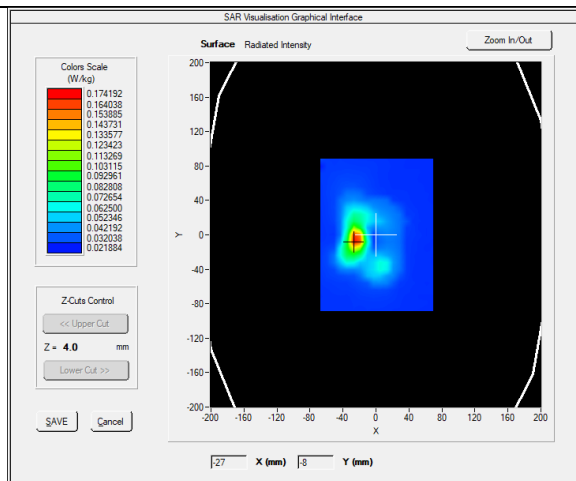 SAR Visualisation Graphical Interface
Surface Radiated Intensity
Zoom In/Out
Colors Scale
(W/kg)
0.174192
0.164038
0.153885
0.143731
0.133577
0.123423
0.113269
0.103115
0.092961
0.082808
0.072654
0.062500
0.052346
0.042192
0.032038
0.021884
Z-Cuts Control
<< Upper Cut
Z = 4.0 mm
Lower Cut >>
SAVE
Cancel
200
160
120
80
40
0
-40
-80
-120
-160
-200
Y
-200 -160 -120 -80 -40 0 40 80 120 160 200
X
-27 X (mm) -8 Y (mm)